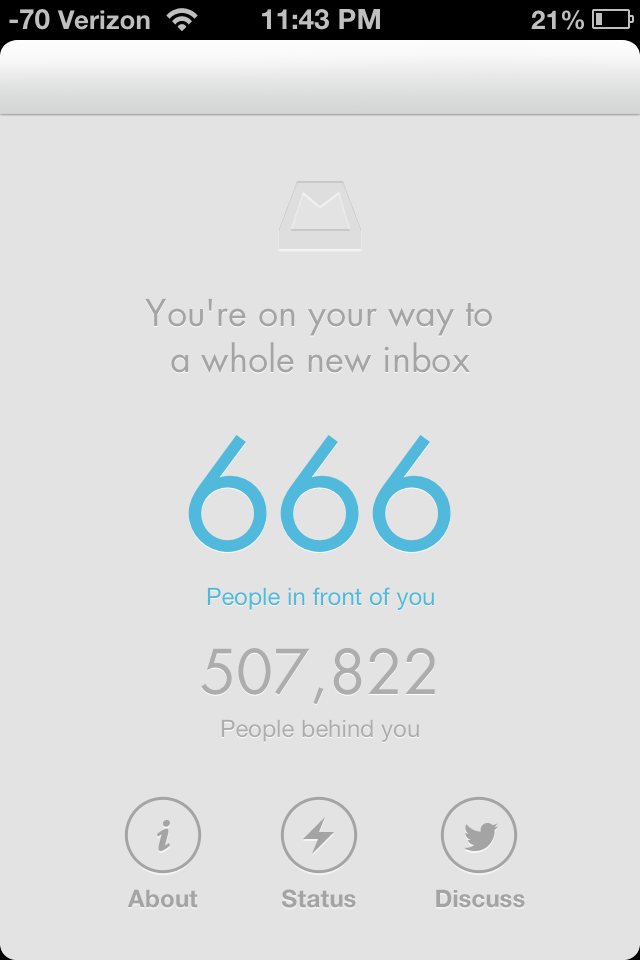 -70 Verizon 11:43 PM 21%
You're on your way to
a whole new inbox
666
People in front of you
507,822
People behind you
i
About Status Discuss